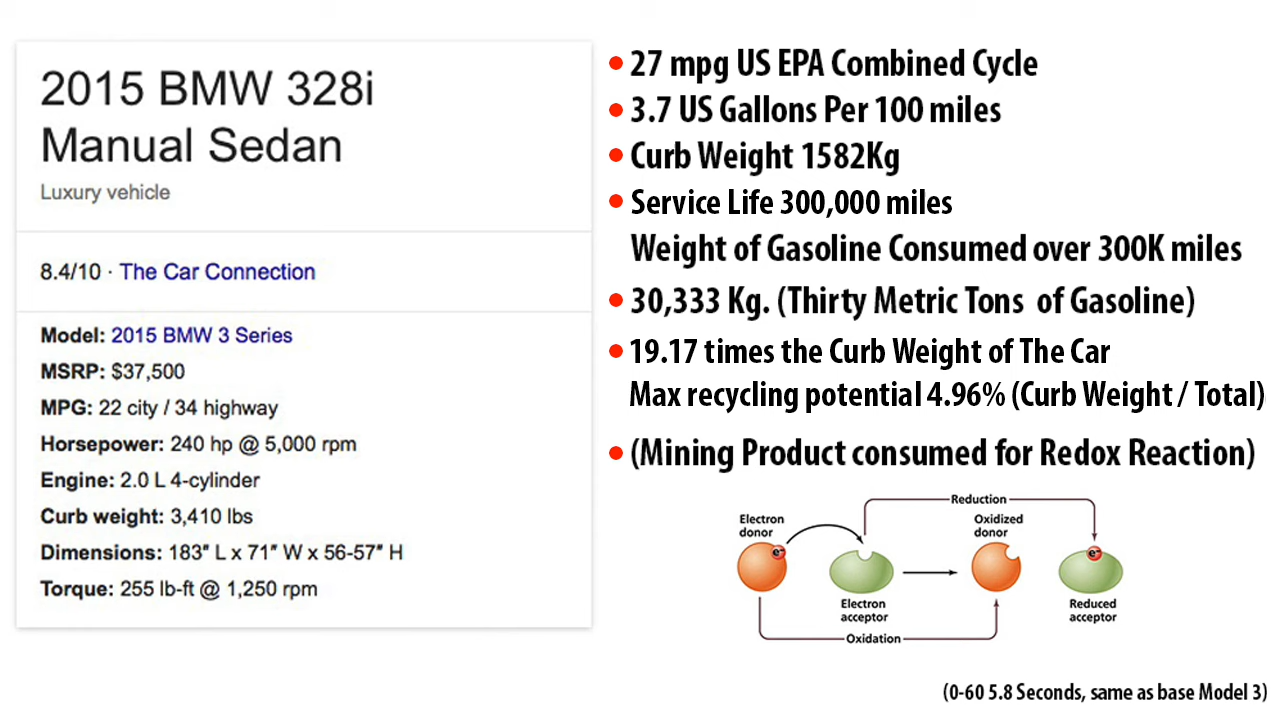 2015 BMW 328i
Manual Sedan
Luxury vehicle
8.4/10 · The Car Connection
Model: 2015 BMW 3 Series
MSRP: $37,500
MPG: 22 city / 34 highway
Horsepower: 240 hp @ 5,000 rpm
Engine: 2.0 L 4-cylinder
Curb weight: 3,410 lbs
Dimensions: 183″ L x 71″ W x 56-57″ H
Torque: 255 lb-ft @ 1,250 rpm
• 27 mpg US EPA Combined Cycle
• 3.7 US Gallons Per 100 miles
• Curb Weight 1582Kg
• Service Life 300,000 miles
Weight of Gasoline Consumed over 300K miles
• 30,333 Kg. (Thirty Metric Tons of Gasoline)
• 19.17 times the Curb Weight of The Car
Max recycling potential 4.96% (Curb Weight / Total)
• (Mining Product consumed for Redox Reaction)
Reduction
Electron
donor
Oxidized
donor
e-
e-
Electron
acceptor
Reduced
acceptor
Oxidation
(0-60 5.8 Seconds, same as base Model 3)